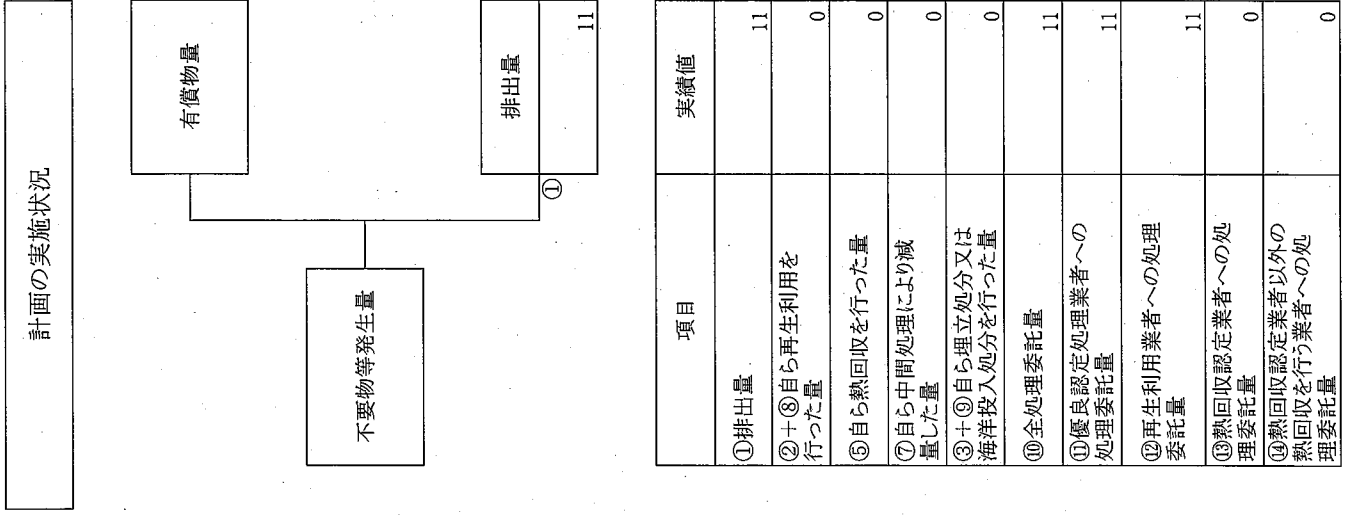 計画の実施状況
有償物量
不要物等発生量
排出量
①
11
項目 実績値
①排出量 11
②+⑧自ら再生利用を
行った量 0
⑤自ら熱回収を行った量 0
⑦自ら中間処理により減
量した量 0
③+⑨自ら埋立処分又は
海洋投入処分を行った量 0
⑩全処理委託量 11
⑪優良認定処理業者への
処理委託量 11
⑫再生利用業者への処理
委託量 11
⑬熱回収認定業者への処
理委託量 0
⑭熱回収認定業者以外の
熱回収を行う業者への処
理委託量 0